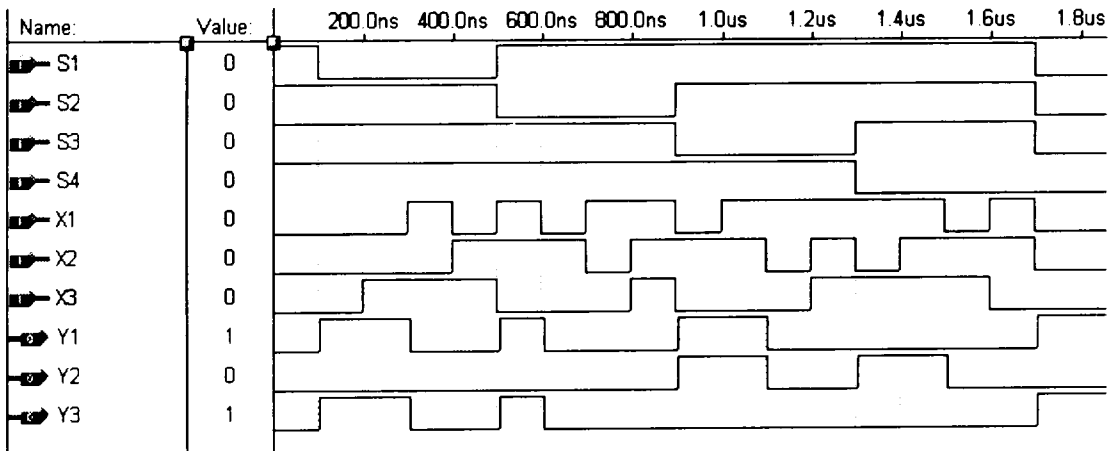 Name: Value: 200.0ns 400.0ns 600.0ns 800.0ns 1.0us 1.2us 1.4us 1.6us 1.8us
S1 0
S2 0
S3 0
S4 0
X1 0
X2 0
X3 0
Y1 1
Y2 0
Y3 1